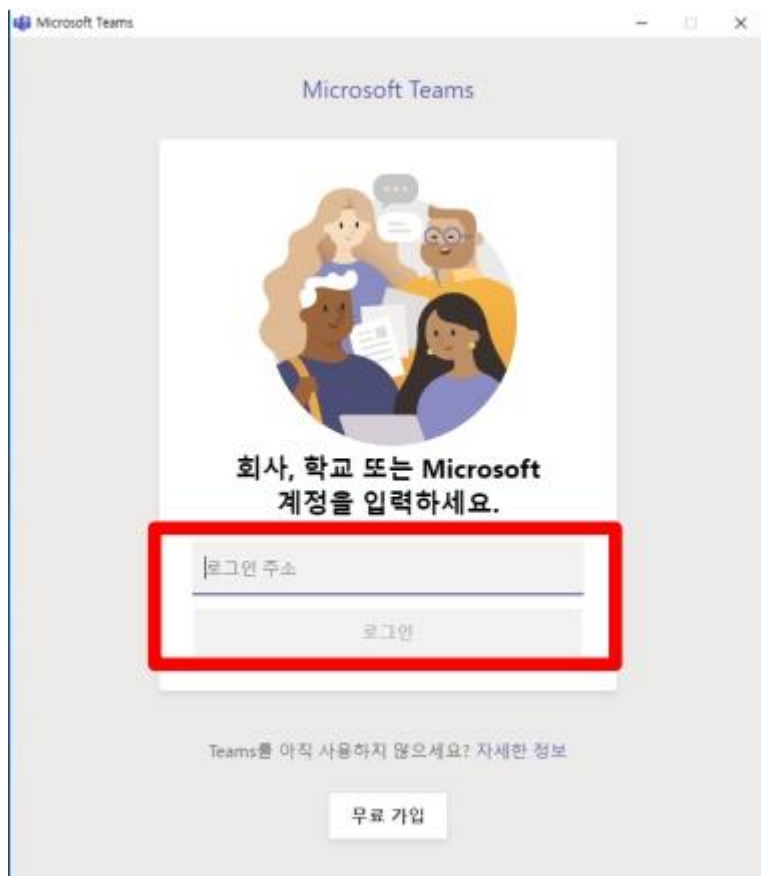 Microsoft Teams
Microsoft Teams
회사, 학교 또는 Microsoft
계정을 입력하세요.
로그인 주소
로그인
Teams를 아직 사용하지 않으세요? 자세한 정보
무료 가입